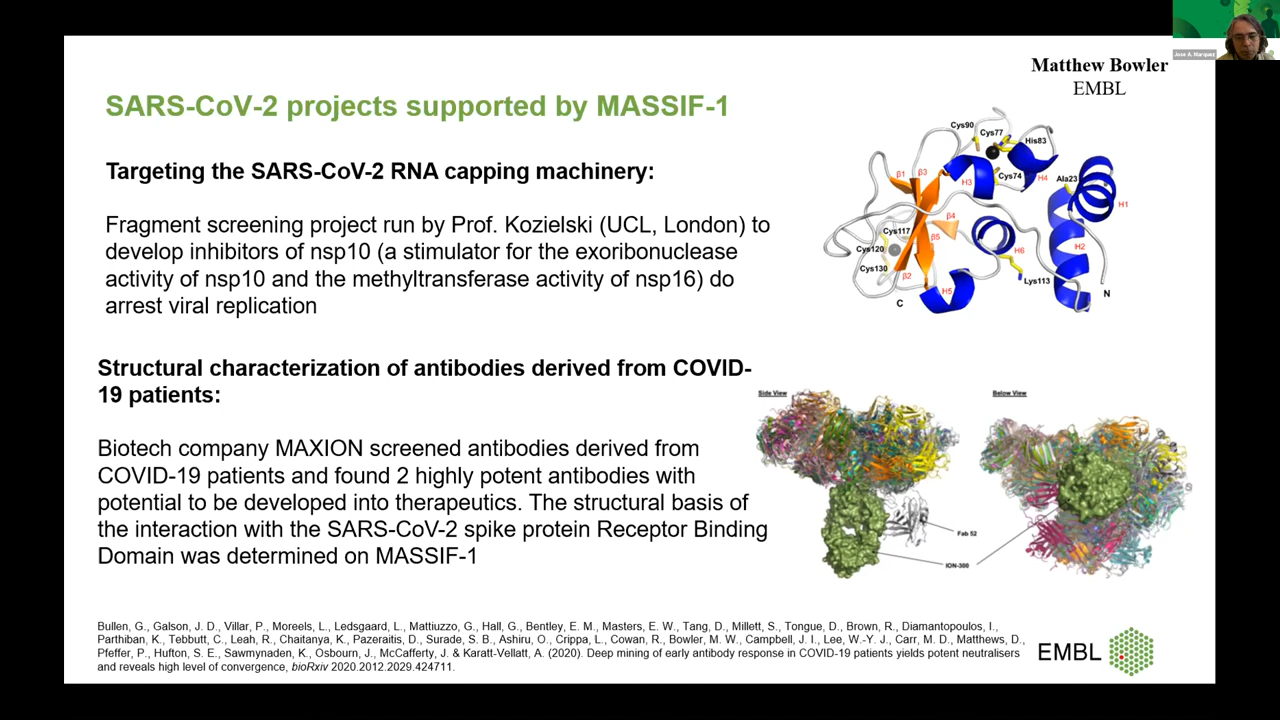 Jose A. Marquez
Matthew Bowler
EMBL
SARS-CoV-2 projects supported by MASSIF-1
Targeting the SARS-CoV-2 RNA capping machinery:
Fragment screening project run by Prof. Kozielski (UCL, London) to
develop inhibitors of nsp10 (a stimulator for the exoribonuclease
activity of nsp10 and the methyltransferase activity of nsp16) do
arrest viral replication
Cys90
Cys77
His83
β1
β3
H3
Cys74
H4
Ala23
H1
β4
Cys117
β5
Cys120
H6
H2
Cys130
β2
H5
Lys113
C
N
Structural characterization of antibodies derived from COVID-
19 patients:
Biotech company MAXION screened antibodies derived from
COVID-19 patients and found 2 highly potent antibodies with
potential to be developed into therapeutics. The structural basis of
the interaction with the SARS-CoV-2 spike protein Receptor Binding
Domain was determined on MASSIF-1
Side View
Below View
Fab 52
ION-300
Bullen, G., Galson, J. D., Villar, P., Moreels, L., Ledsgaard, L., Mattiuzzo, G., Hall, G., Bentley, E. M., Masters, E. W., Tang, D., Millett, S., Tongue, D., Brown, R., Diamantopoulos, I.,
Parthiban, K., Tebbutt, C., Leah, R., Chaitanya, K., Pazeraitis, D., Surade, S. B., Ashiru, O., Crippa, L., Cowan, R., Bowler, M. W., Campbell, J. I., Lee, W.-Y. J., Carr, M. D., Matthews, D.,
Pfeffer, P., Hufton, S. E., Sawmynaden, K., Osbourn, J., McCafferty, J. & Karatt-Vellatt, A. (2020). Deep mining of early antibody response in COVID-19 patients yields potent neutralisers
and reveals high level of convergence, bioRxiv 2020.2012.2029.424711.
EMBL